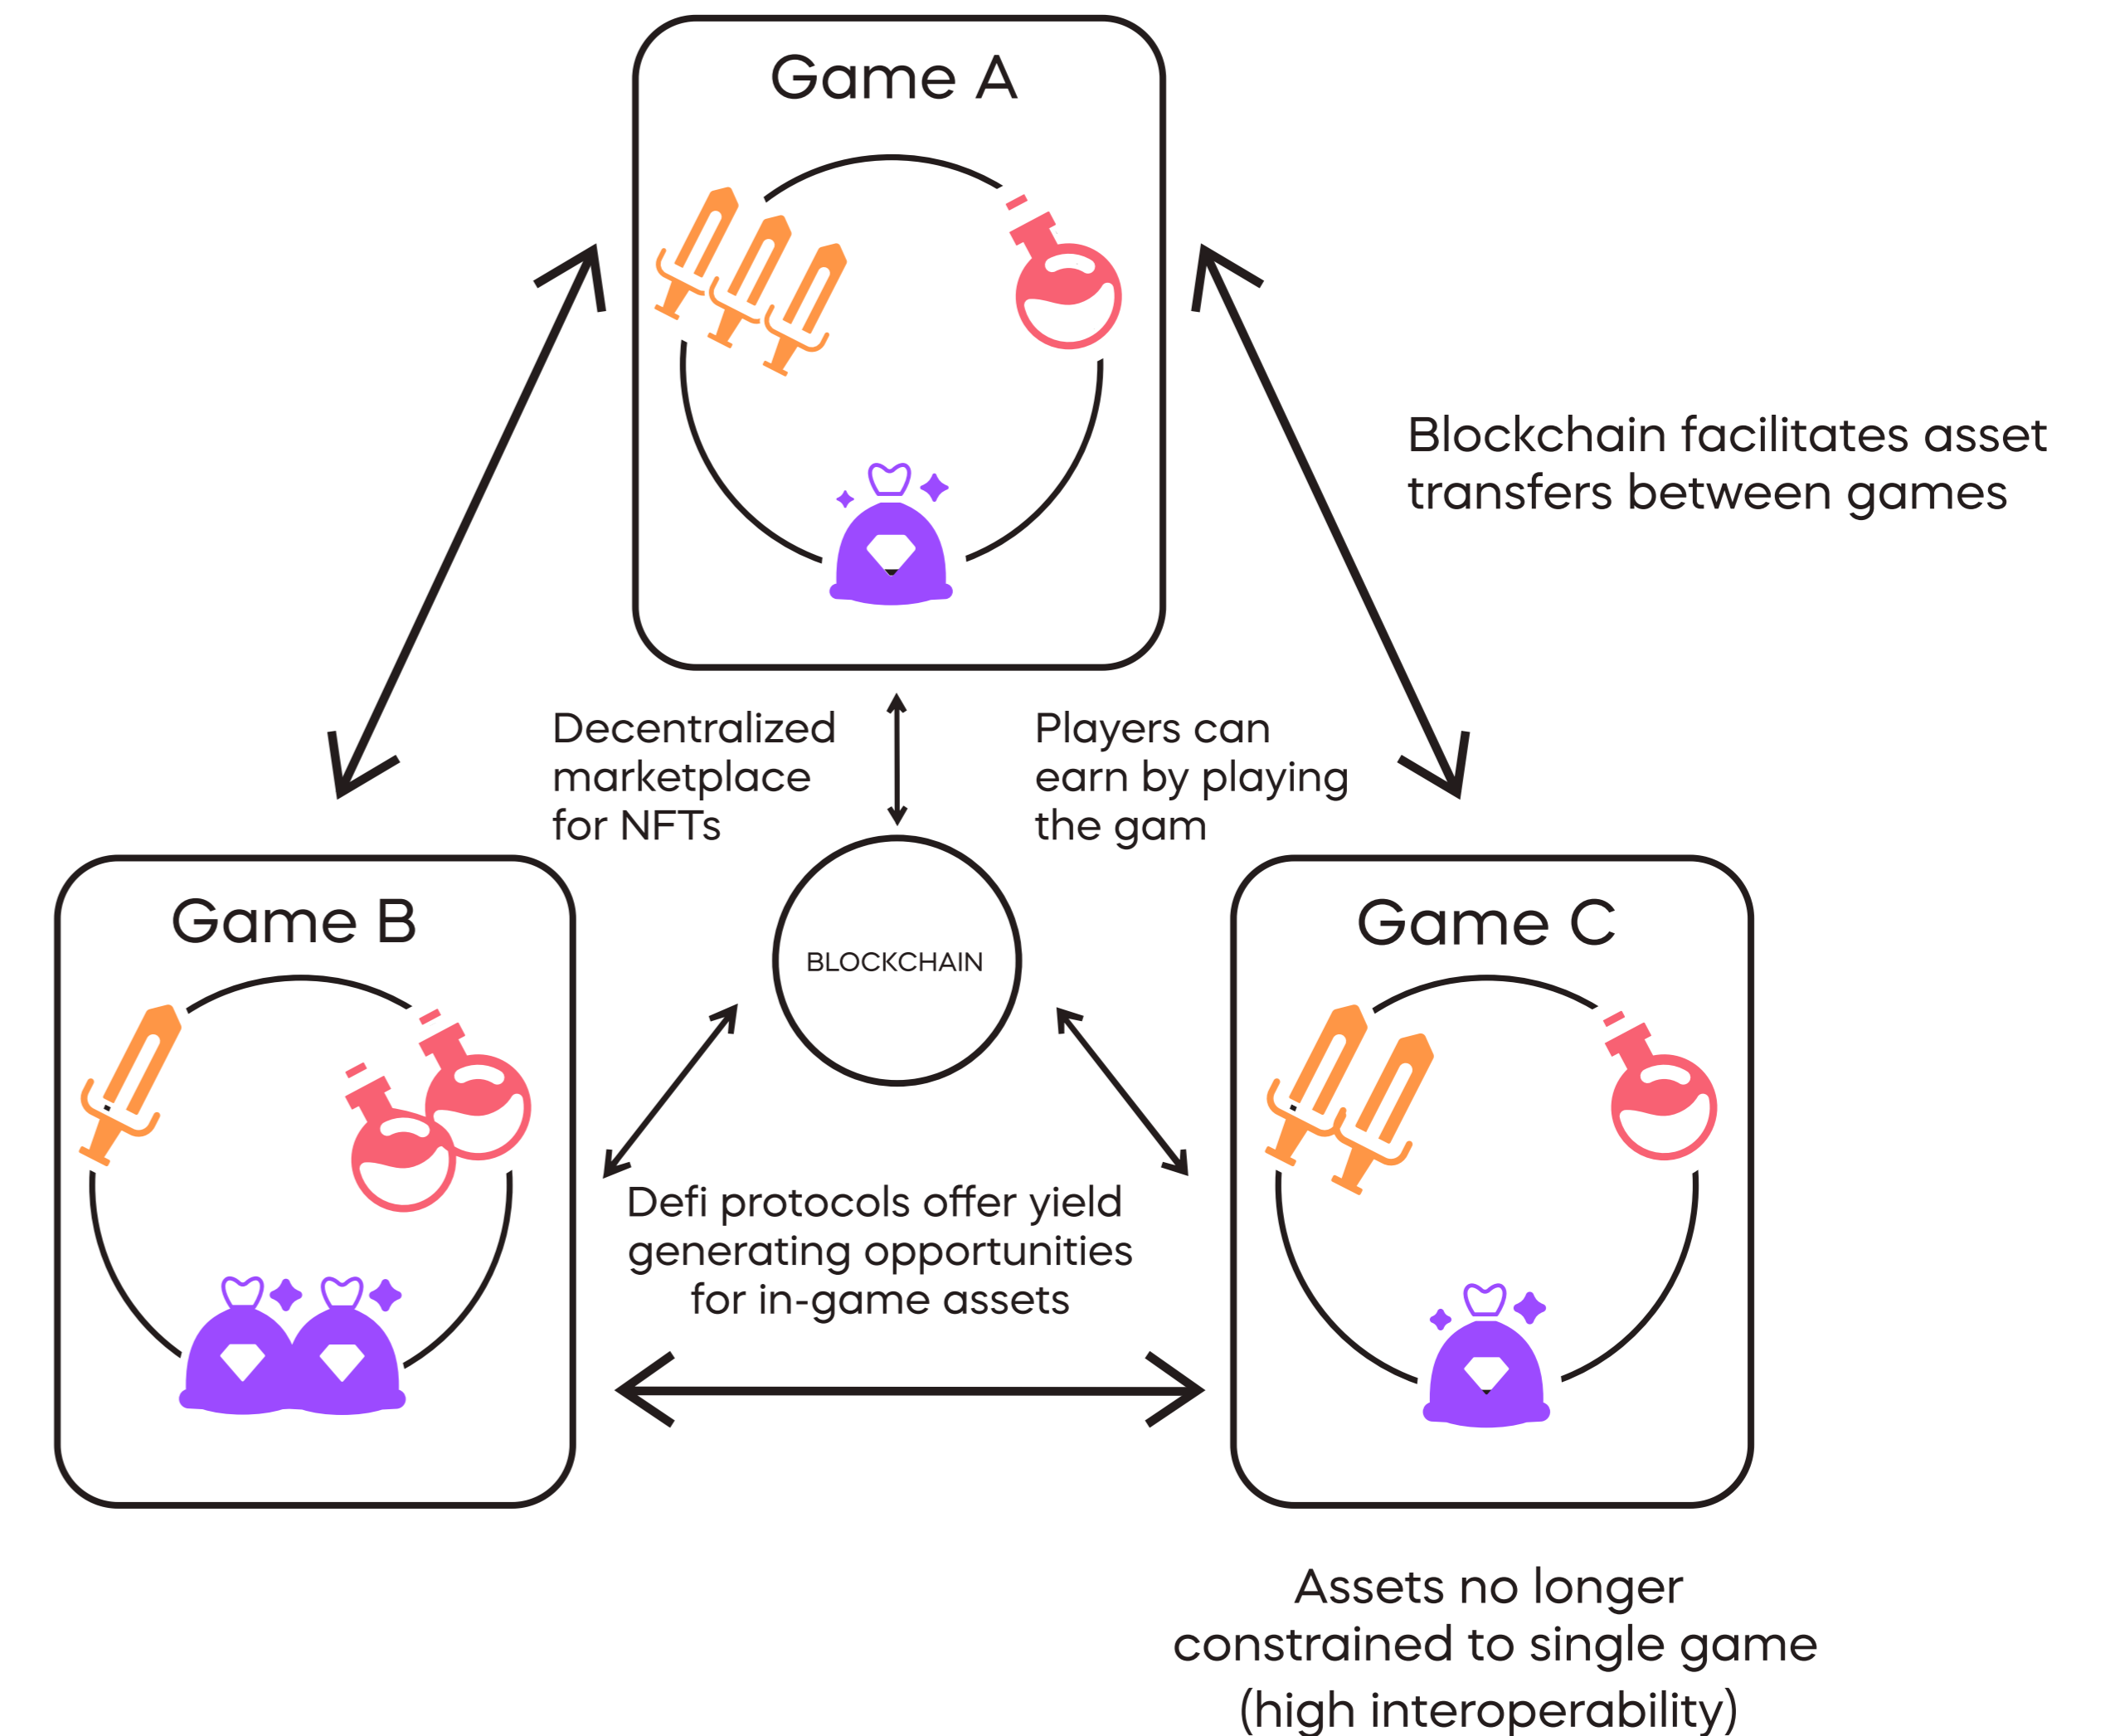 Game A
Blockchain facilitates asset
transfers between games
Decentralized
marketplace
for NFTs
Players can
earn by playing
the gam
Game B
BLOCKCHAIN
Game C
Defi protocols offer yield
generating opportunities
for in-game assets
Assets no longer
constrained to single game
(high interoperability)